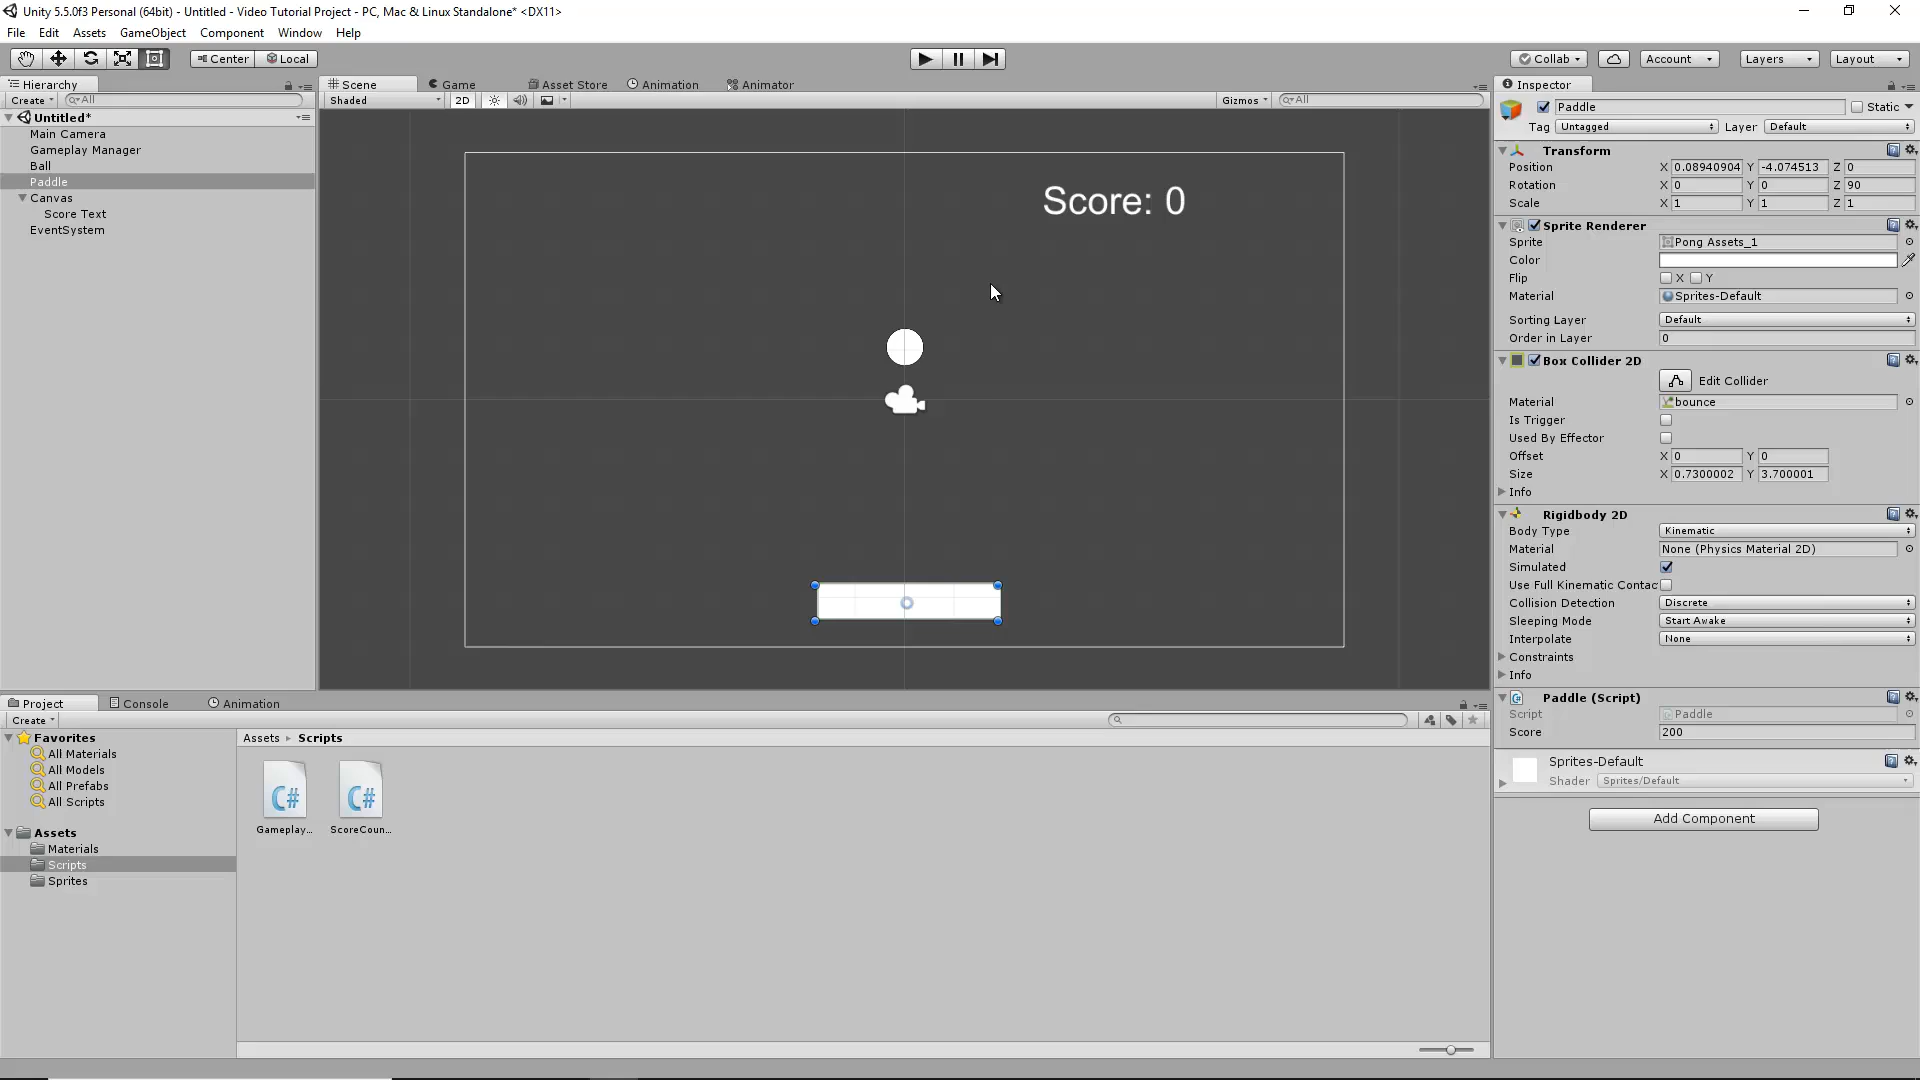 Unity 5.5.0f3 Personal (64bit) - Untitled - Video Tutorial Project - PC, Mac & Linux Standalone* <DX11>
File Edit Assets GameObject Component Window Help
Center Local Collab Account Layers Layout
Hierarchy
Create All
Untitled*
Main Camera
Gameplay Manager
Ball
Paddle
Canvas
Score Text
EventSystem
Scene Game Asset Store Animation Animator
Shaded 2D Gizmos All
Score: 0
Inspector
Paddle Static
Tag Untagged Layer Default
Transform
Position X 0.08940904 Y -4.074513 Z 0
Rotation X 0 Y 0 Z 90
Scale X 1 Y 1 Z 1
Sprite Renderer
Sprite Pong Assets_1
Color
Flip X Y
Material Sprites-Default
Sorting Layer Default
Order in Layer 0
Box Collider 2D
Edit Collider
Material bounce
Is Trigger
Used By Effector
Offset X 0 Y 0
Size X 0.7300002 Y 3.700001
Info
Rigidbody 2D
Body Type Kinematic
Material None (Physics Material 2D)
Simulated
Use Full Kinematic Contac
Collision Detection Discrete
Sleeping Mode Start Awake
Interpolate None
Constraints
Info
C# Paddle (Script)
Script Paddle
Score 200
Sprites-Default
Shader Sprites/Default
Add Component
Project Console Animation
Create
Favorites
All Materials
All Models
All Prefabs
All Scripts
Assets
Materials
Scripts
Sprites
Assets Scripts
C# C#
Gameplay... ScoreCoun...